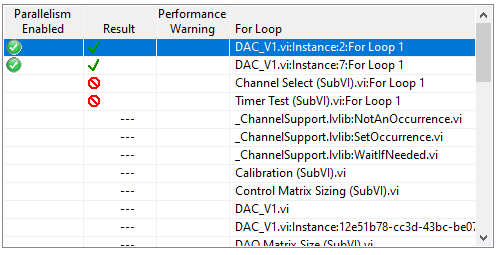 Parallelism Enabled Result Performance Warning For Loop
DAC_V1.vi:Instance:2:For Loop 1
DAC_V1.vi:Instance:7:For Loop 1
Channel Select (SubVI).vi:For Loop 1
Timer Test (SubVI).vi:For Loop 1
--- _ChannelSupport.lvlib:NotAnOccurrence.vi
--- _ChannelSupport.lvlib:SetOccurrence.vi
--- _ChannelSupport.lvlib:WaitIfNeeded.vi
--- Calibration (SubVI).vi
--- Control Matrix Sizing (SubVI).vi
--- DAC_V1.vi
--- DAC_V1.vi:Instance:12e51b78-cc3d-43bc-be07
--- DAQ Matrix Size (SubVI).vi